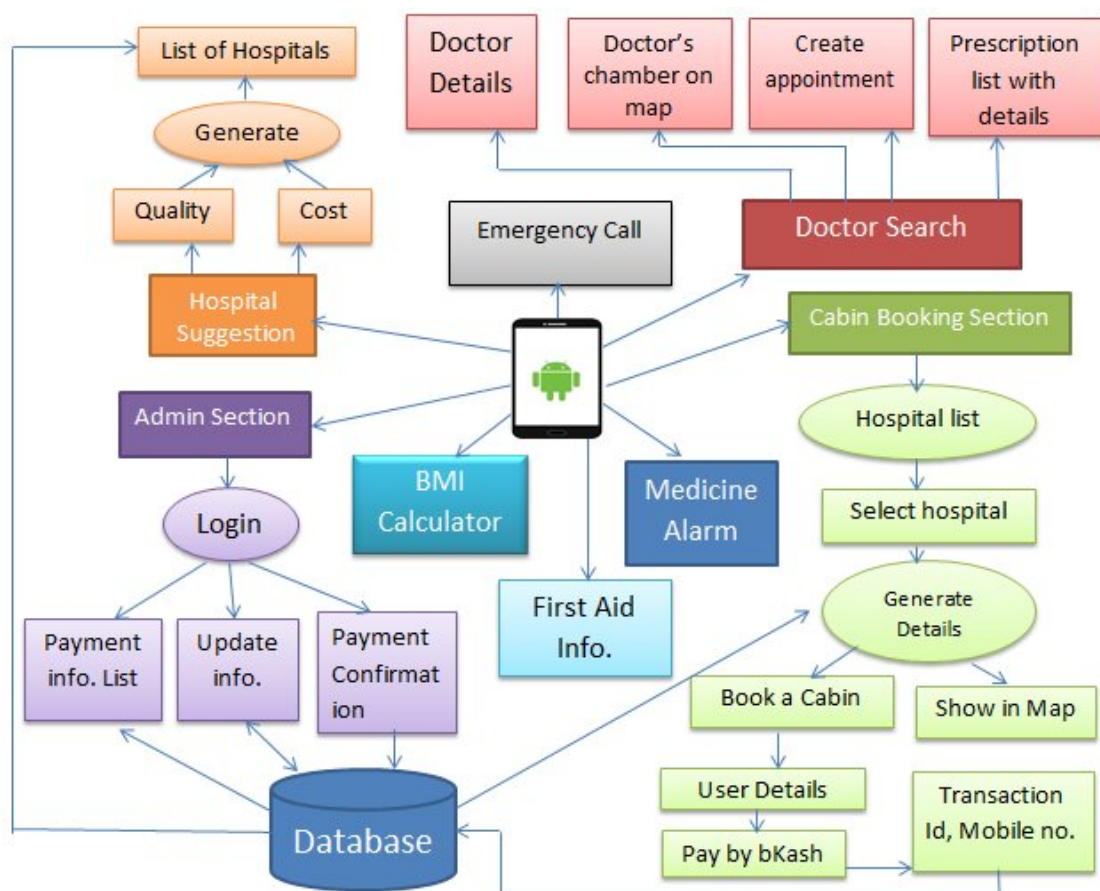 List of Hospitals
Generate
Quality
Cost
Hospital
Suggestion
Doctor
Details
Doctor's
chamber on
map
Create
appointment
Prescription
list with
details
Doctor Search
Emergency Call
Cabin Booking Section
Admin Section
Login
Payment
info. List
Update
info.
Payment
Confirmat
ion
BMI
Calculator
Medicine
Alarm
First Aid
Info.
Hospital list
Select hospital
Generate
Details
Book a Cabin
Show in Map
User Details
Pay by bKash
Transaction
Id, Mobile no.
Database